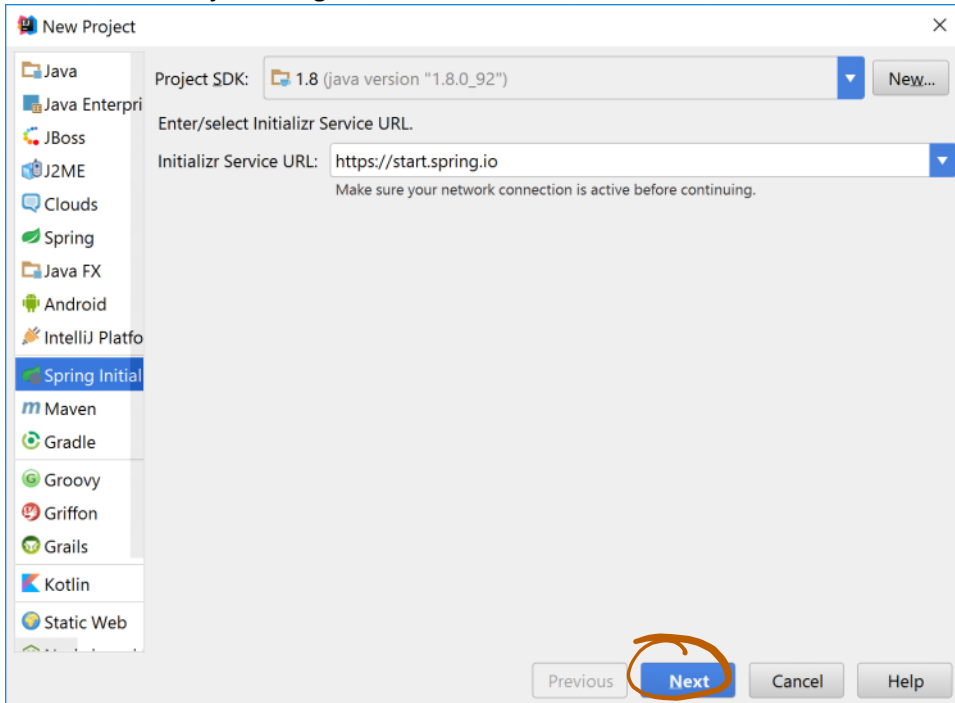 New Project
Java
Java Enterpri
JBoss
J2ME
Clouds
Spring
Java FX
Android
IntelliJ Platfo
Spring Initial
Maven
Gradle
Groovy
Griffon
Grails
Kotlin
Static Web
Project SDK: 1.8 (java version "1.8.0_92") New...
Enter/select Initializr Service URL.
Initializr Service URL: https://start.spring.io
Make sure your network connection is active before continuing.
Previous Next Cancel Help